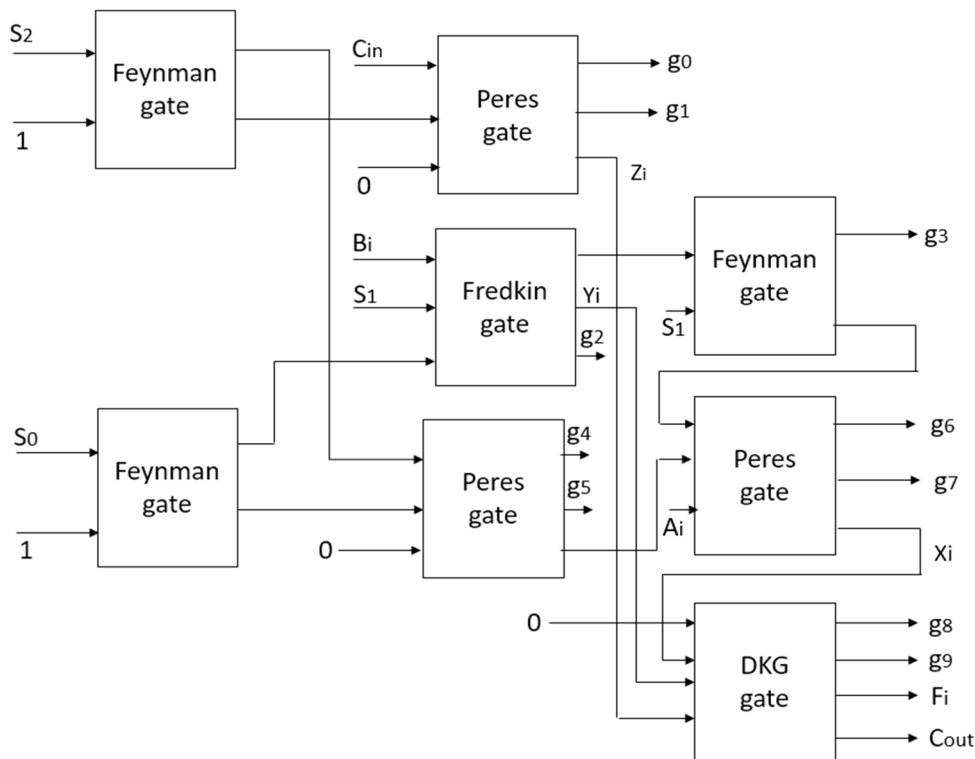 S2
1
Feynman
gate
Cin
0
Peres
gate
g0
g1
Zi
Bi
S1
Fredkin
gate
Yi
g2
S1
Feynman
gate
g3
S0
1
Feynman
gate
0
Peres
gate
g4
g5
Ai
Peres
gate
g6
g7
Xi
0
DKG
gate
g8
g9
Fi
Cout